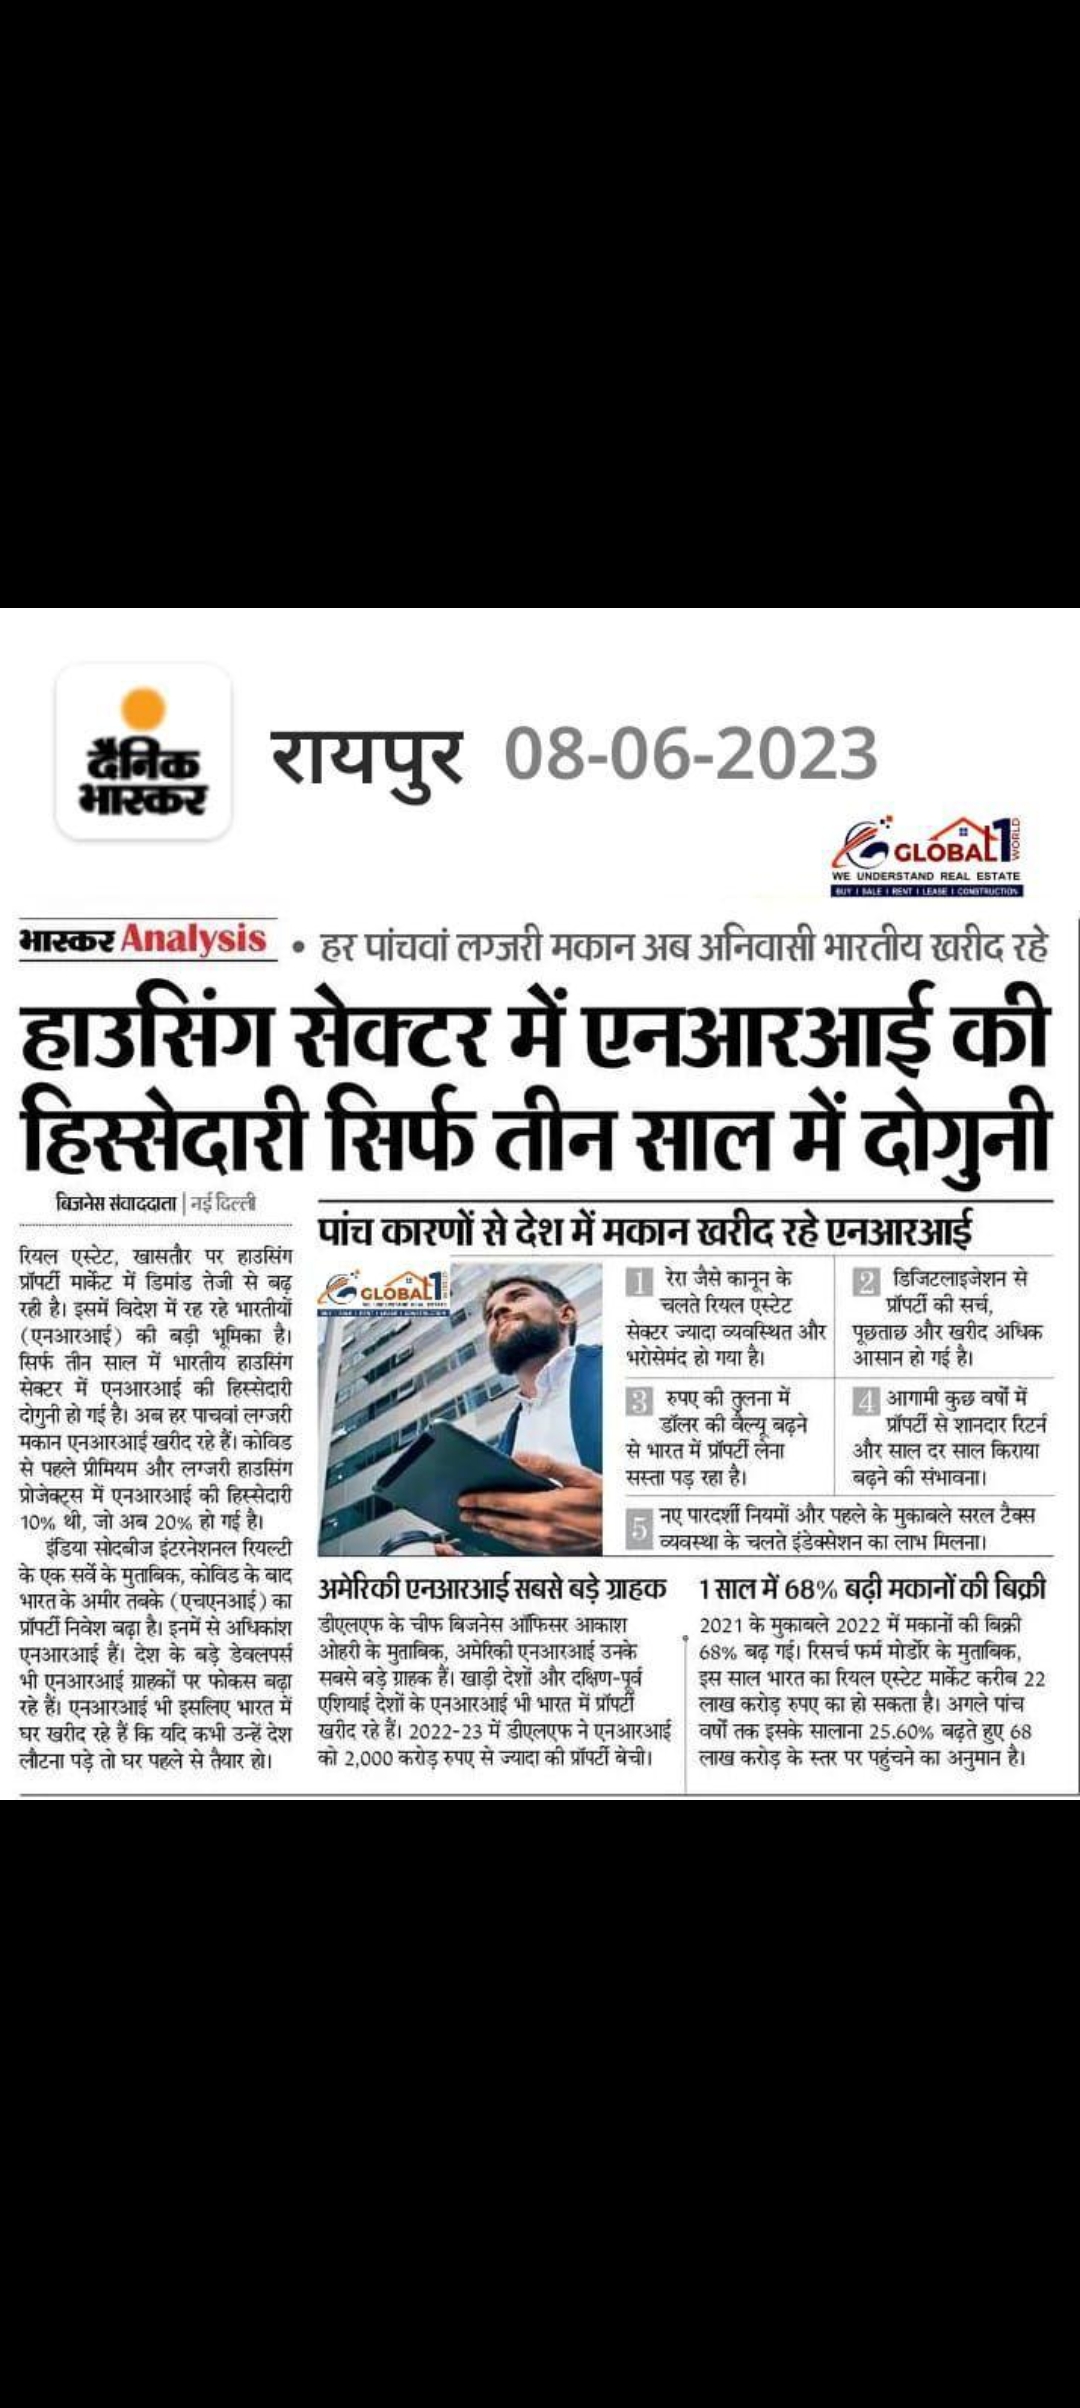 दैनिक
भास्कर
रायपुर 08-06-2023
GLOBAL1
WORLD
WE UNDERSTAND REAL ESTATE
BUY | SALE | RENT | LEASE | CONSTRUCTION
भास्कर Analysis • हर पांचवां लग्जरी मकान अब अनिवासी भारतीय खरीद रहे
हाउसिंग सेक्टर में एनआरआई की
हिस्सेदारी सिर्फ तीन साल में दोगुनी
बिजनेस संवाददाता | नई दिल्ली
रियल एस्टेट, खासतौर पर हाउसिंग
प्रॉपर्टी मार्केट में डिमांड तेजी से बढ़
रही है। इसमें विदेश में रह रहे भारतीयों
(एनआरआई) की बड़ी भूमिका है।
सिर्फ तीन साल में भारतीय हाउसिंग
सेक्टर में एनआरआई की हिस्सेदारी
दोगुनी हो गई है। अब हर पाचवां लग्जरी
मकान एनआरआई खरीद रहे हैं। कोविड
से पहले प्रीमियम और लग्जरी हाउसिंग
प्रोजेक्ट्स में एनआरआई की हिस्सेदारी
10% थी, जो अब 20% हो गई है।
इंडिया सोदबीज इंटरनेशनल रियल्टी
के एक सर्वे के मुताबिक, कोविड के बाद
भारत के अमीर तबके (एचएनआई) का
प्रॉपर्टी निवेश बढ़ा है। इनमें से अधिकांश
एनआरआई हैं। देश के बड़े डेवलपर्स
भी एनआरआई ग्राहकों पर फोकस बढ़ा
रहे हैं। एनआरआई भी इसलिए भारत में
घर खरीद रहे हैं कि यदि कभी उन्हें देश
लौटना पड़े तो घर पहले से तैयार हो।
पांच कारणों से देश में मकान खरीद रहे एनआरआई
GLOBAL1
1 रेरा जैसे कानून के
चलते रियल एस्टेट
सेक्टर ज्यादा व्यवस्थित और
भरोसेमंद हो गया है।
2 डिजिटलाइजेशन से
प्रॉपर्टी की सर्च,
पूछताछ और खरीद अधिक
आसान हो गई है।
3 रुपए की तुलना में
डॉलर की वैल्यू बढ़ने
से भारत में प्रॉपर्टी लेना
सस्ता पड़ रहा है।
4 आगामी कुछ वर्षों में
प्रॉपर्टी से शानदार रिटर्न
और साल दर साल किराया
बढ़ने की संभावना।
5 नए पारदर्शी नियमों और पहले के मुकाबले सरल टैक्स
व्यवस्था के चलते इंडेक्सेशन का लाभ मिलना।
अमेरिकी एनआरआई सबसे बड़े ग्राहक
डीएलएफ के चीफ बिजनेस ऑफिसर आकाश
ओहरी के मुताबिक, अमेरिकी एनआरआई उनके
सबसे बड़े ग्राहक हैं। खाड़ी देशों और दक्षिण-पूर्व
एशियाई देशों के एनआरआई भी भारत में प्रॉपर्टी
खरीद रहे हैं। 2022-23 में डीएलएफ ने एनआरआई
को 2,000 करोड़ रुपए से ज्यादा की प्रॉपर्टी बेची।
1 साल में 68% बढ़ी मकानों की बिक्री
2021 के मुकाबले 2022 में मकानों की बिक्री
68% बढ़ गई। रिसर्च फर्म मोर्डोर के मुताबिक,
इस साल भारत का रियल एस्टेट मार्केट करीब 22
लाख करोड़ रुपए का हो सकता है। अगले पांच
वर्षों तक इसके सालाना 25.60% बढ़ते हुए 68
लाख करोड़ के स्तर पर पहुंचने का अनुमान है।